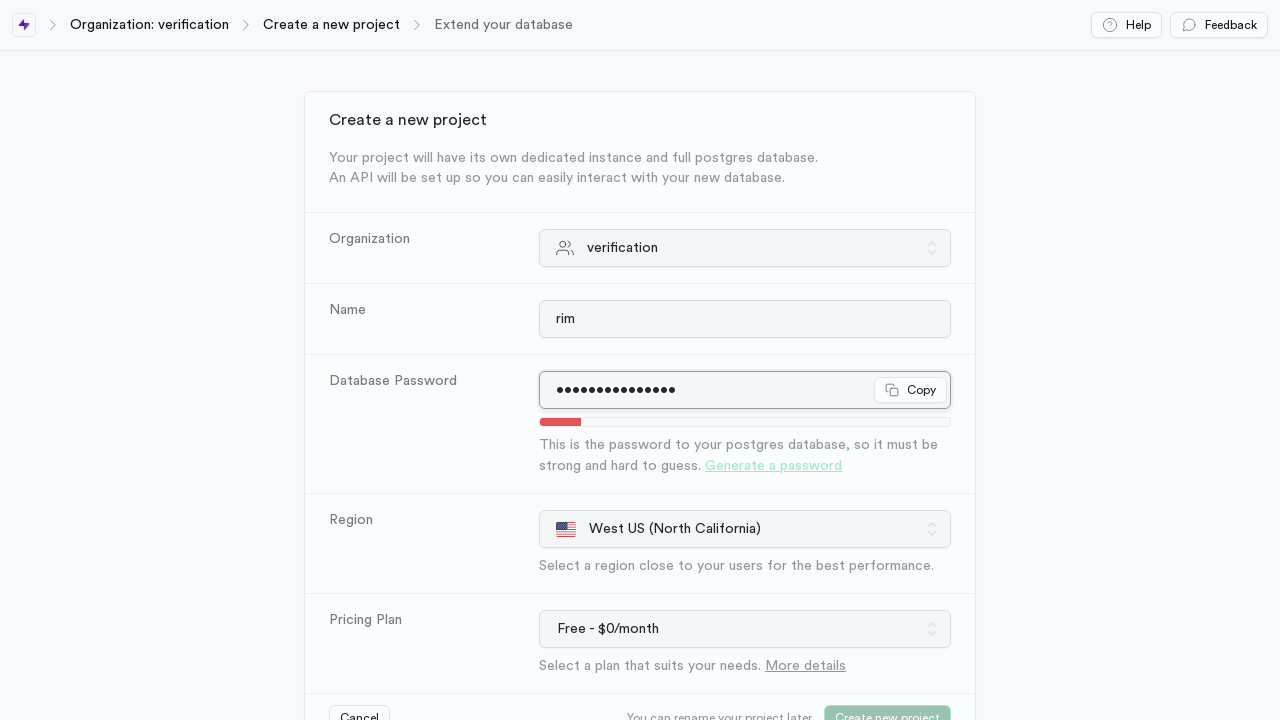 Organization: verification
Create a new project
Extend your database
Help
Feedback
Create a new project
Your project will have its own dedicated instance and full postgres database.
An API will be set up so you can easily interact with your new database.
Organization
verification
Name
rim
Database Password
•••••••••••••••
Copy
This is the password to your postgres database, so it must be
strong and hard to guess. Generate a password
Region
West US (North California)
Select a region close to your users for the best performance.
Pricing Plan
Free - $0/month
Select a plan that suits your needs. More details
Cancel
You can rename your project later
Create new project